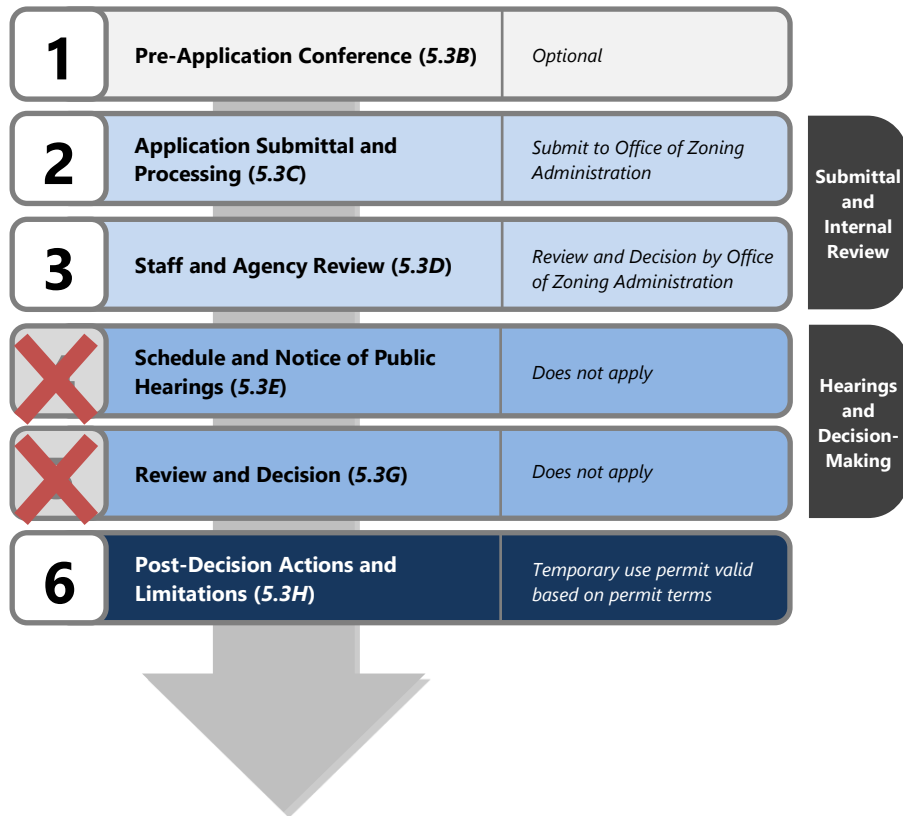 1
Pre-Application Conference (5.3B)
Optional
2
Application Submittal and
Processing (5.3C)
Submit to Office of Zoning
Administration
3
Staff and Agency Review (5.3D)
Review and Decision by Office
of Zoning Administration
Submittal
and
Internal
Review
Schedule and Notice of Public
Hearings (5.3E)
Does not apply
Review and Decision (5.3G)
Does not apply
Hearings
and
Decision-
Making
6
Post-Decision Actions and
Limitations (5.3H)
Temporary use permit valid
based on permit terms